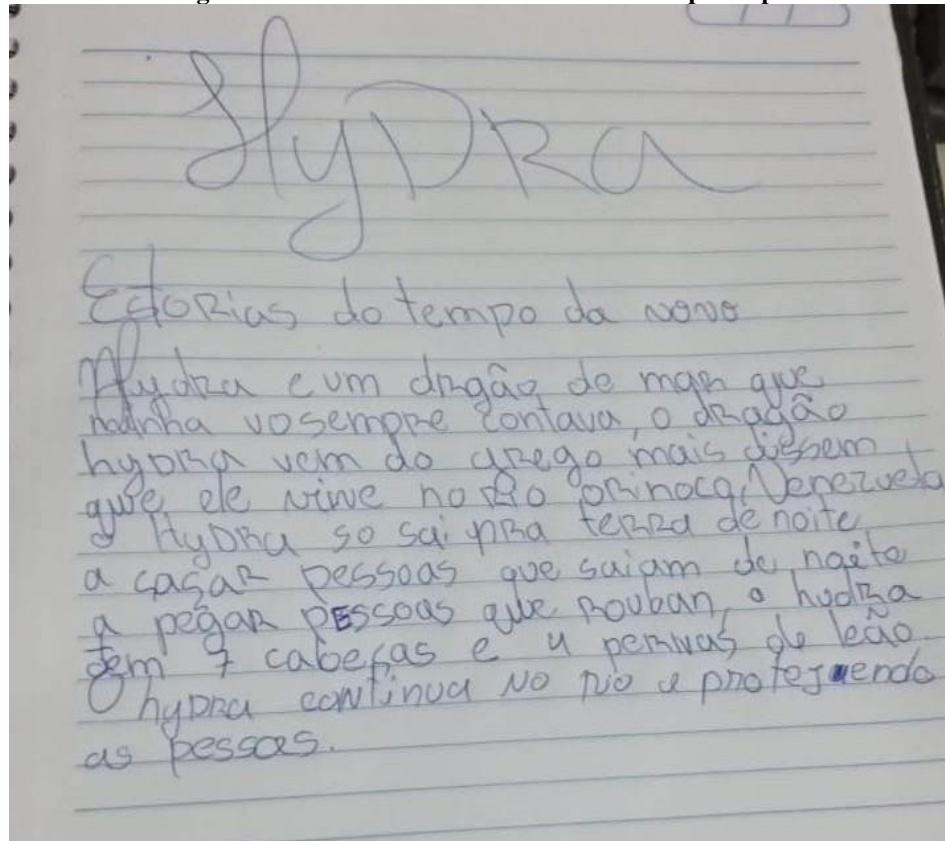 HyDRa
EstoRias do tempo da vovo
Hydra e um dragão de mar que
madinha vo sempre contava, o dragão
hyDRa vem do grego mais dissem
que ele vive no Rio orinoco, Venezuela
o HyDRa so sai pra terra de noite
a casar pessoas que saiam de noite
a pegar PESSOAS que rouban, o hydra
tem 7 cabeças e 4 pernas de leão
O hyDRa continua no rio e protejuendo
as pessoas.